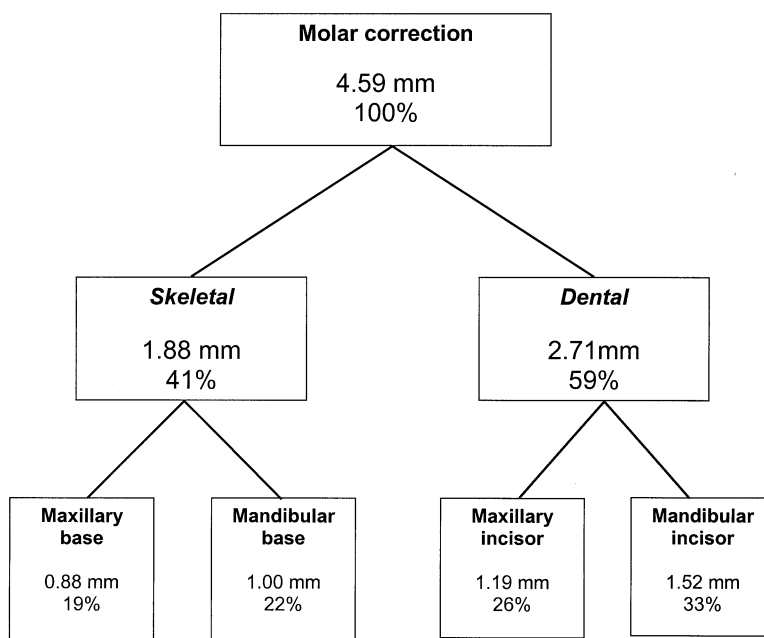 Molar correction
4.59 mm
100%
Skeletal
1.88 mm
41%
Dental
2.71mm
59%
Maxillary
base
0.88 mm
19%
Mandibular
base
1.00 mm
22%
Maxillary
incisor
1.19 mm
26%
Mandibular
incisor
1.52 mm
33%